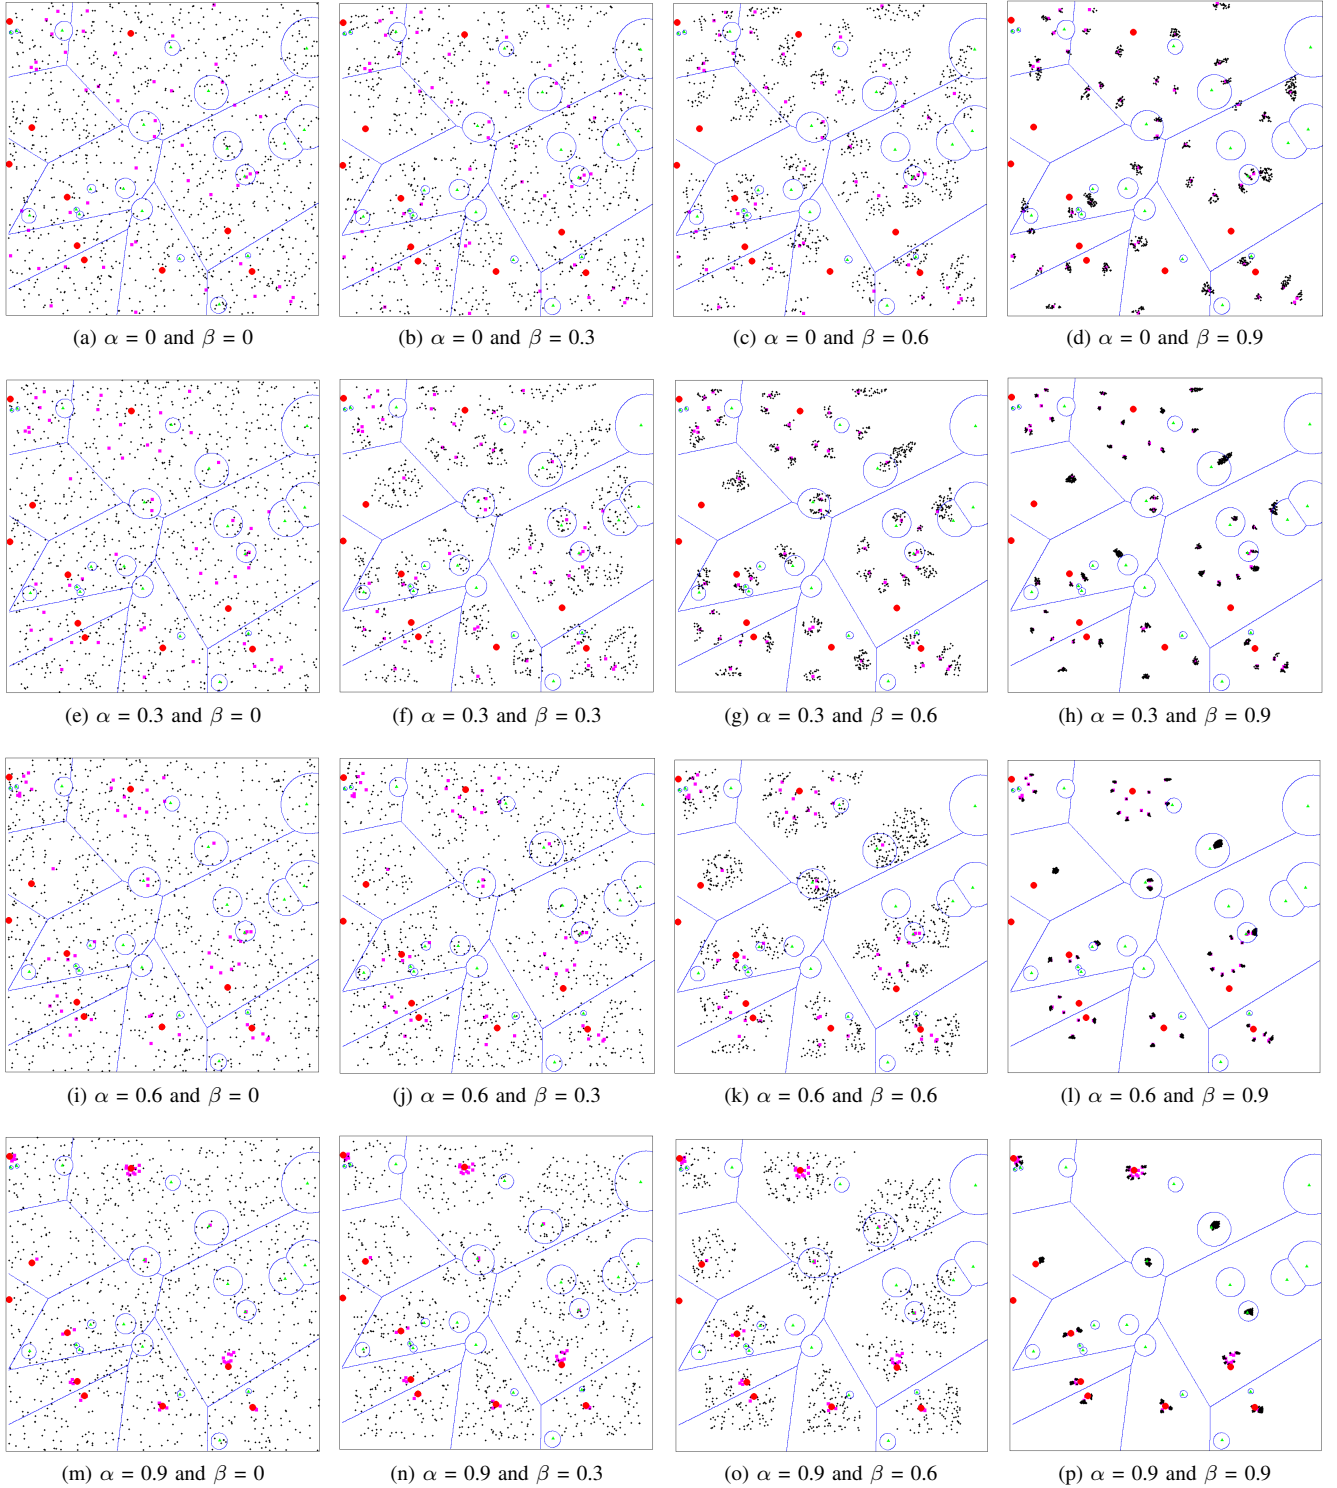 (a) α = 0 and β = 0
(b) α = 0 and β = 0.3
(c) α = 0 and β = 0.6
(d) α = 0 and β = 0.9
(e) α = 0.3 and β = 0
(f) α = 0.3 and β = 0.3
(g) α = 0.3 and β = 0.6
(h) α = 0.3 and β = 0.9
(i) α = 0.6 and β = 0
(j) α = 0.6 and β = 0.3
(k) α = 0.6 and β = 0.6
(l) α = 0.6 and β = 0.9
(m) α = 0.9 and β = 0
(n) α = 0.9 and β = 0.3
(o) α = 0.9 and β = 0.6
(p) α = 0.9 and β = 0.9